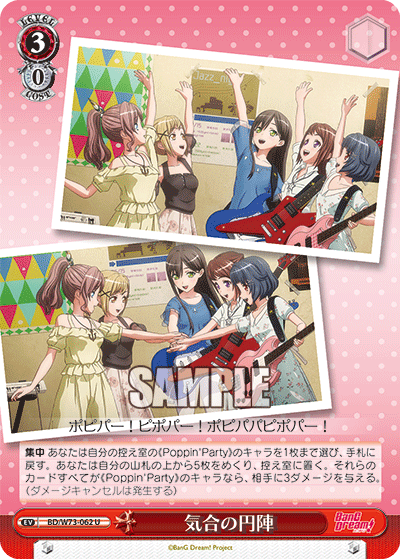 LEVEL
3
0
COST
Jazz_n
SAMPLE
ポピパー！ピポパー！ポピパパピポパー！
集中 あなたは自分の控え室の《Poppin'Party》のキャラを1枚まで選び、手札に
戻す。あなたは自分の山札の上から5枚をめくり、控え室に置く。それらの
カードすべてが《Poppin'Party》のキャラなら、相手に3ダメージを与える。
（ダメージキャンセルは発生する）
EV BD/W73-062 U
気合の円陣
BanG Dream!
©BanG Dream! Project